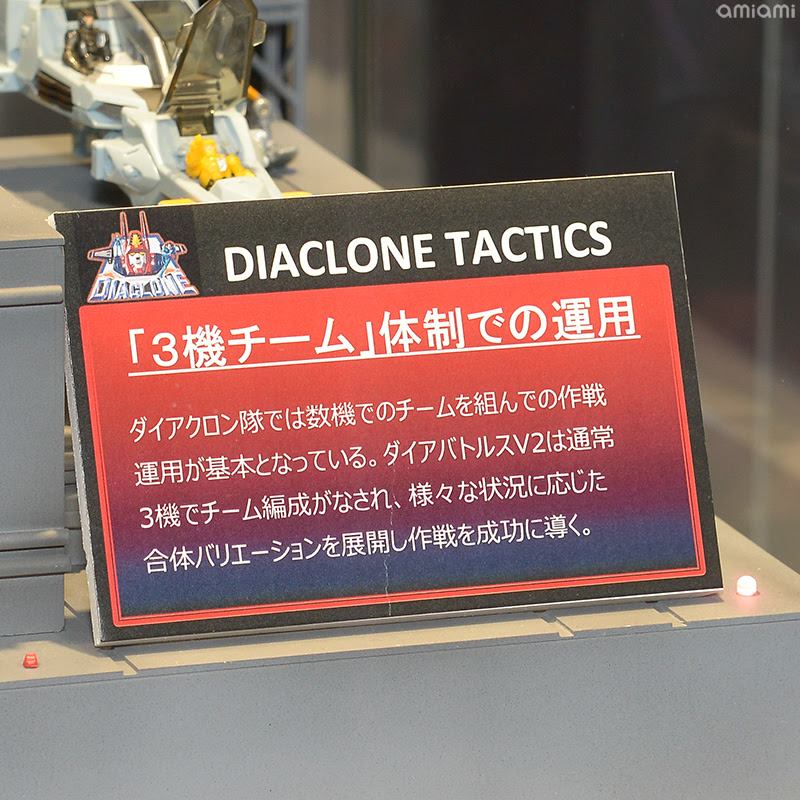 amiami
DIACLONE
DIACLONE TACTICS
「3機チーム」体制での運用
ダイアクロン隊では数機でのチームを組んでの作戦
運用が基本となっている。ダイアバトルスV2は通常
3機でチーム編成がなされ、様々な状況に応じた
合体バリエーションを展開し作戦を成功に導く。